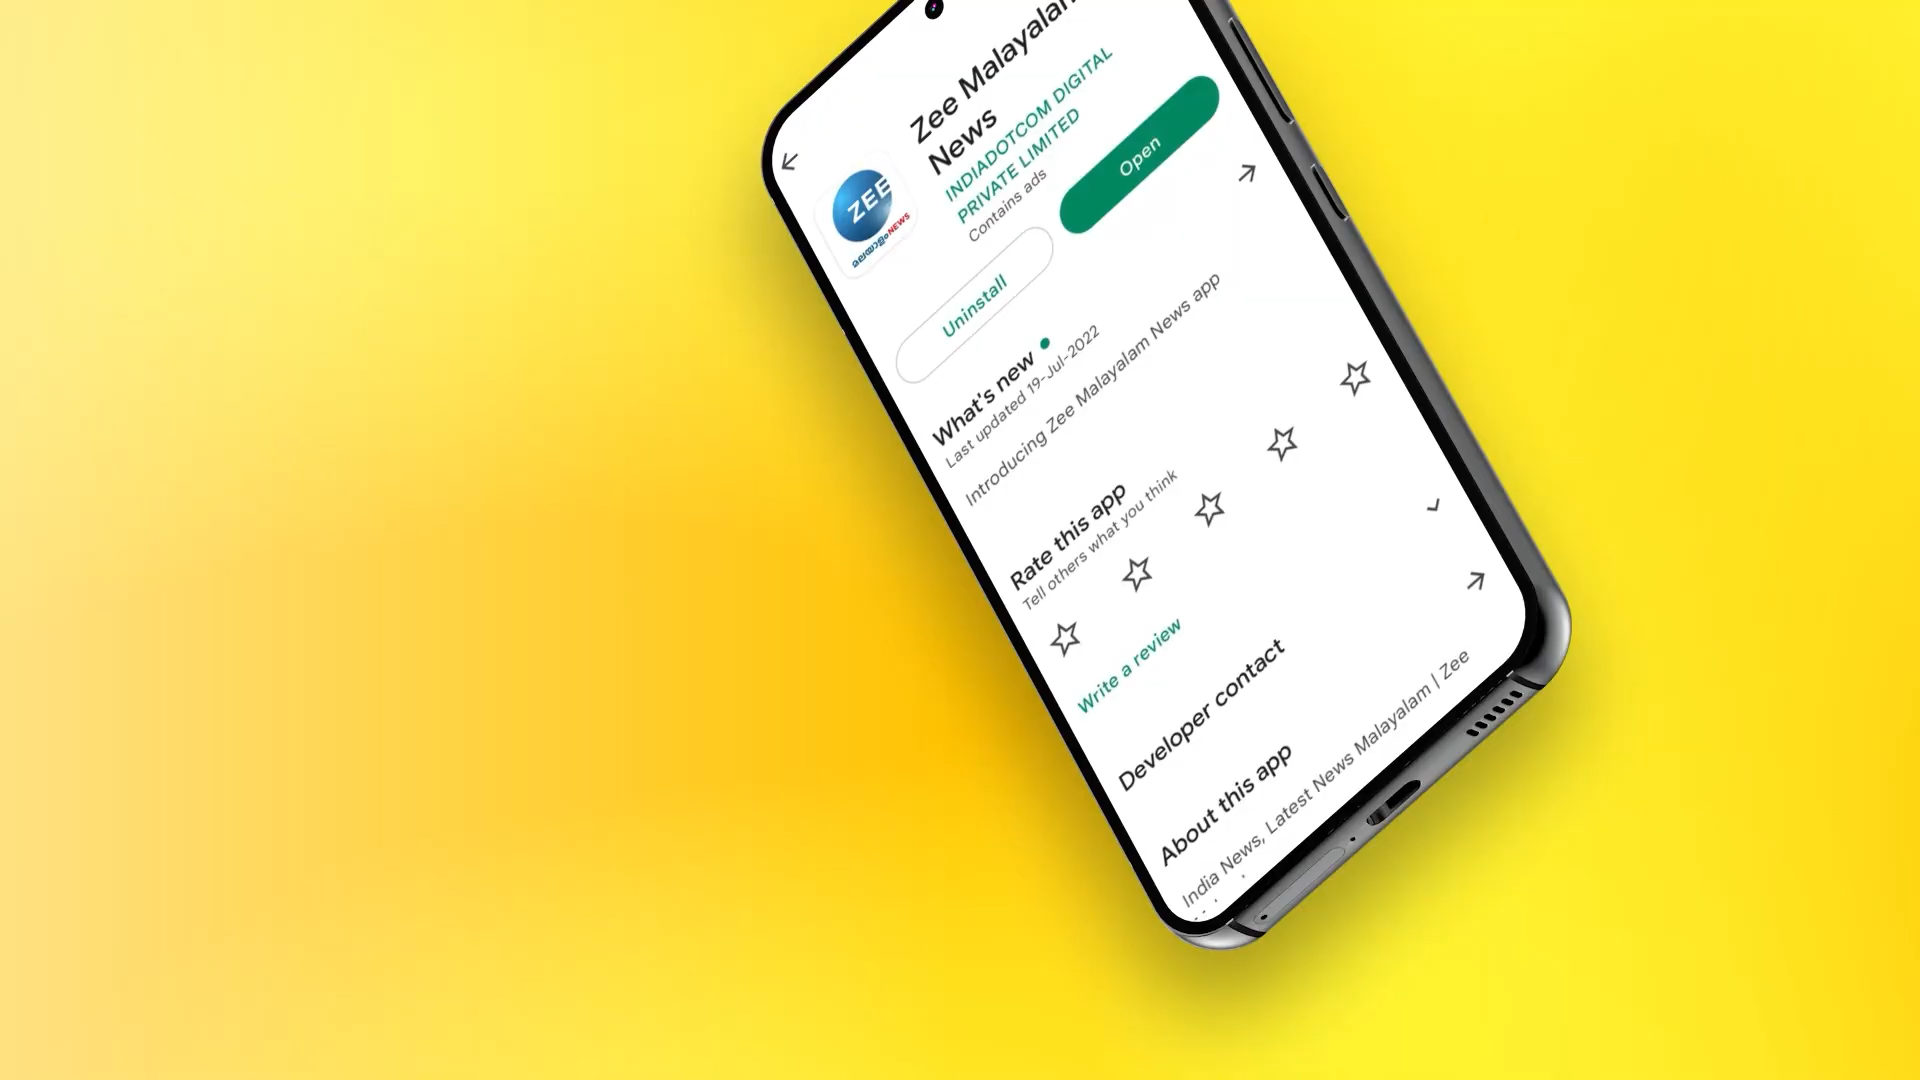 Zee Malayalam
News
INDIADOTCOM DIGITAL
PRIVATE LIMITED
Contains ads
ZEE
മലയാളം NEWS
Uninstall
Open
What's new
Last updated 19-Jul-2022
Introducing Zee Malayalam News app
Rate this app
Tell others what you think
Write a review
Developer contact
About this app
India News, Latest News Malayalam | Zee